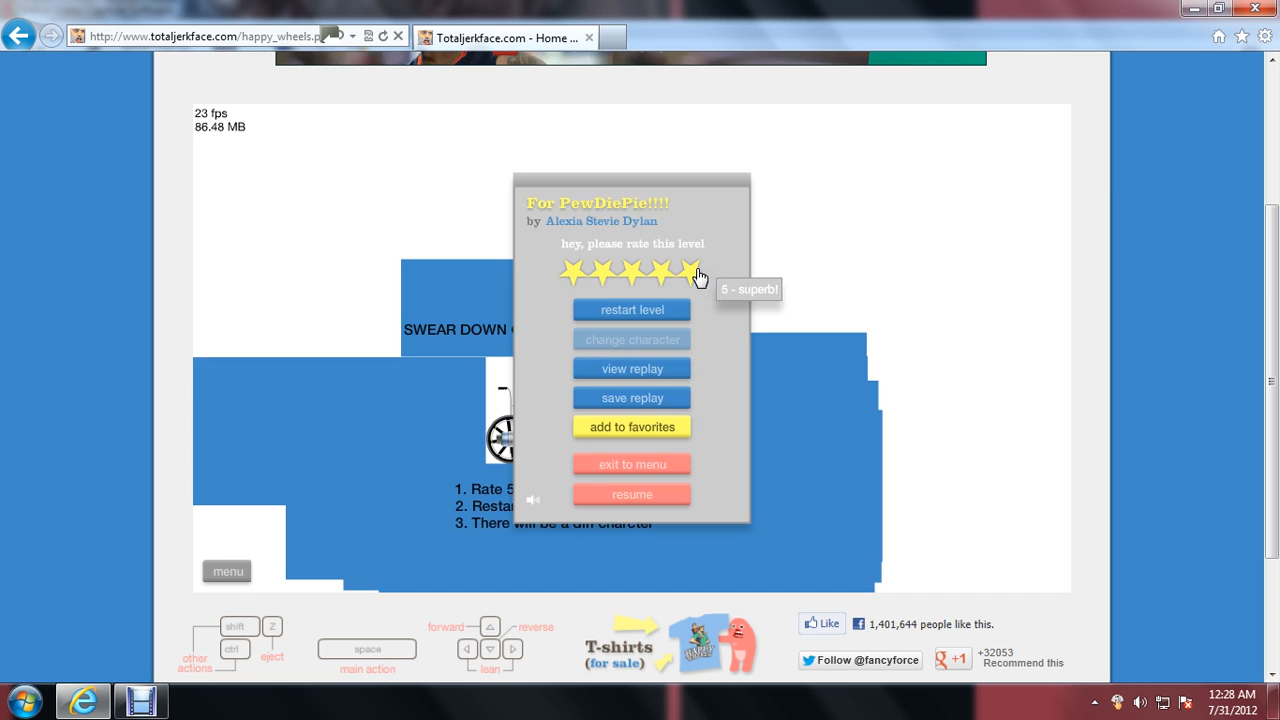 http://www.totaljerkface.com/happy_wheels.p
Totaljerkface.com - Home ...
23 fps
86.48 MB
For PewDiePie!!!!
by Alexia Stevie Dylan
hey, please rate this level
5 - superb!
restart level
SWEAR DOWN
change character
view replay
save replay
add to favorites
exit to menu
1. Rate 5
resume
2. Restar
3. There will be a diff charcter
menu
shift
Z
ctrl
eject
other
actions
space
main action
forward
reverse
lean
T-shirts
(for sale)
HAPPY WHEELS
Like
1,401,644 people like this.
Follow @fancyforce
+1
+32053
Recommend this
12:28 AM
7/31/2012